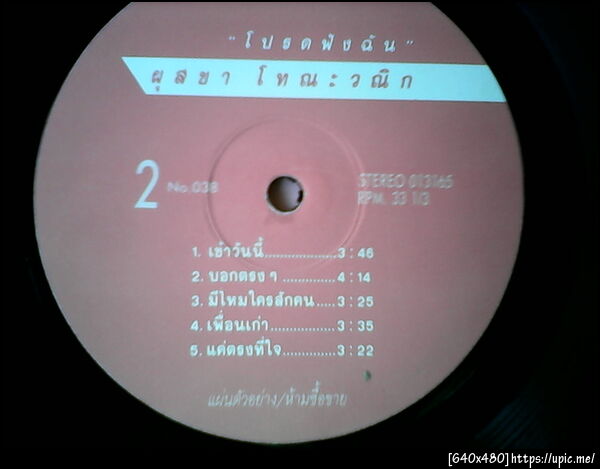 " โปรดฟังฉัน "
ผุสชา โทณะวณิก
2 No.038
STEREO 013165
RPM. 33 1/3
1. เช้าวันนี้..................3 : 46
2. บอกตรง ๆ .............4 : 14
3. มีไหมใครสักคน.....3 : 25
4. เพื่อนเก่า.................3 : 35
5. แค่ตรงที่ใจ.............3 : 22
แผ่นตัวอย่าง/ห้ามซื้อขาย
[640x480]https://upic.me/